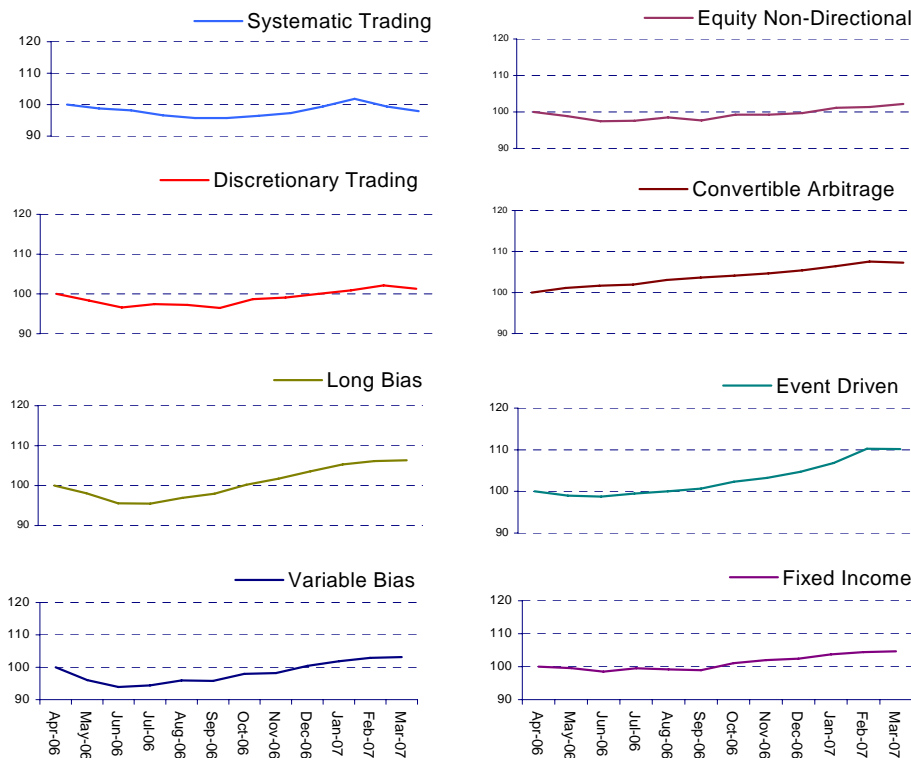 Systematic Trading
120
110
100
90
Equity Non-Directional
120
110
100
90
Discretionary Trading
120
110
100
90
Convertible Arbitrage
120
110
100
90
Long Bias
120
110
100
90
Event Driven
120
110
100
90
Variable Bias
120
110
100
90
Apr-06
May-06
Jun-06
Jul-06
Aug-06
Sep-06
Oct-06
Nov-06
Dec-06
Jan-07
Feb-07
Mar-07
Fixed Income
120
110
100
90
Apr-06
May-06
Jun-06
Jul-06
Aug-06
Sep-06
Oct-06
Nov-06
Dec-06
Jan-07
Feb-07
Mar-07